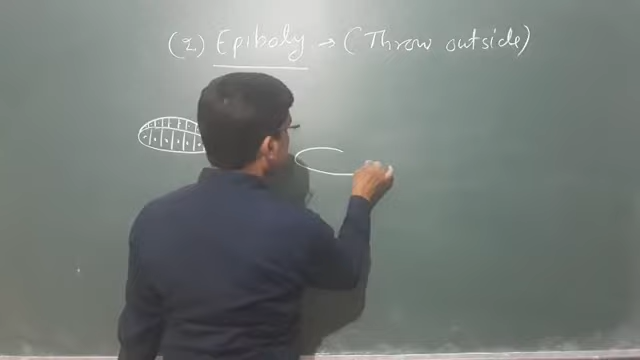 (2) Epiboly → (Throw outside)